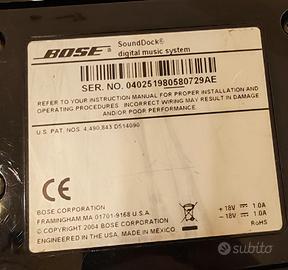 BOSE® SoundDock®
digital music system
SER. NO. 040251980580729AE
REFER TO YOUR INSTRUCTION MANUAL FOR PROPER INSTALLATION AND
OPERATING PROCEDURES. INCORRECT WIRING MAY RESULT IN DAMAGE
AND/OR POOR PERFORMANCE.
U.S. PAT. NOS. 4,490,843 D514090
CE
BOSE CORPORATION
FRAMINGHAM, MA 01701-9168 U.S.A.
© COPYRIGHT 2004 BOSE CORPORATION
ENGINEERED IN THE U.S.A. MADE IN MEXICO
+ 18V 1.0A
- 18V 1.0A
RoHS
subito